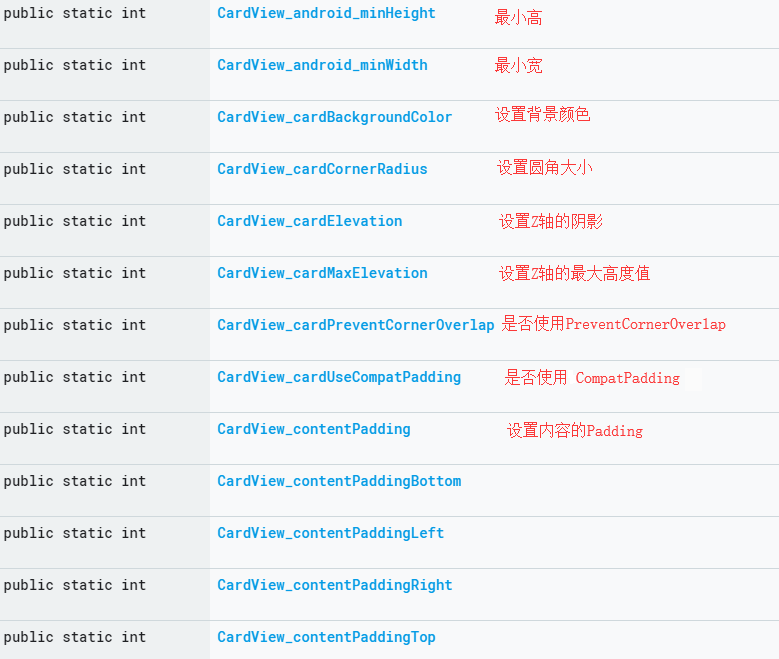 public static int CardView_android_minHeight 最小高
public static int CardView_android_minWidth 最小宽
public static int CardView_cardBackgroundColor 设置背景颜色
public static int CardView_cardCornerRadius 设置圆角大小
public static int CardView_cardElevation 设置Z轴的阴影
public static int CardView_cardMaxElevation 设置Z轴的最大高度值
public static int CardView_cardPreventCornerOverlap 是否使用PreventCornerOverlap
public static int CardView_cardUseCompatPadding 是否使用 CompatPadding
public static int CardView_contentPadding 设置内容的Padding
public static int CardView_contentPaddingBottom
public static int CardView_contentPaddingLeft
public static int CardView_contentPaddingRight
public static int CardView_contentPaddingTop